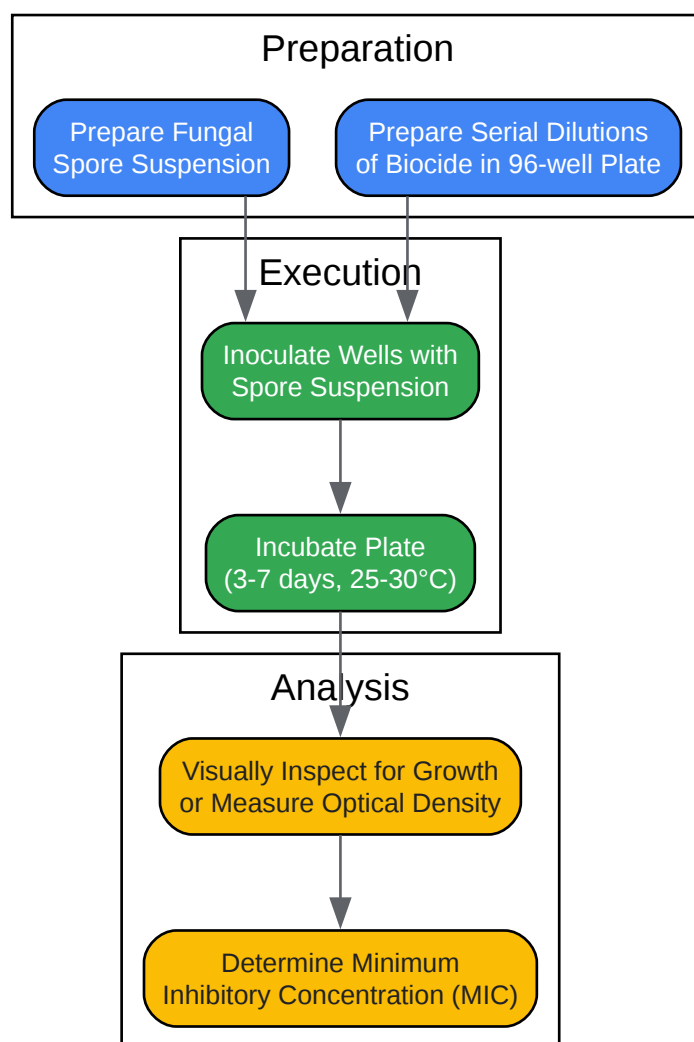 Preparation
Prepare Fungal
Spore Suspension
Prepare Serial Dilutions
of Biocide in 96-well Plate
Execution
Inoculate Wells with
Spore Suspension
Incubate Plate
(3-7 days, 25-30°C)
Analysis
Visually Inspect for Growth
or Measure Optical Density
Determine Minimum
Inhibitory Concentration (MIC)